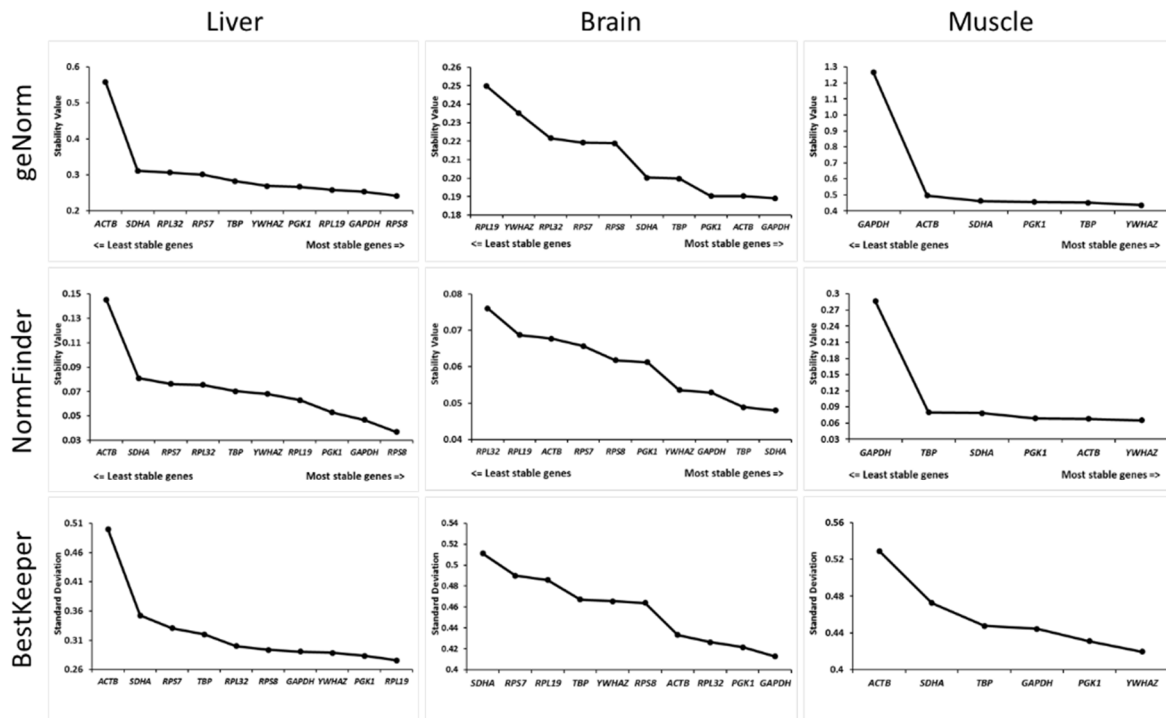 Liver Brain Muscle
geNorm
Stability Value
0.6
0.5
0.4
0.3
0.2
ACTB SDHA RPL32 RPS7 TBP YWHAZ PGK1 RPL19 GAPDH RPS8
<= Least stable genes Most stable genes =>
Stability Value
0.26
0.25
0.24
0.23
0.22
0.21
0.20
0.19
0.18
RPL19 YWHAZ RPL32 RPS7 RPS8 SDHA TBP PGK1 ACTB GAPDH
<= Least stable genes Most stable genes =>
Stability Value
1.3
1.2
1.1
1.0
0.9
0.8
0.7
0.6
0.5
0.4
GAPDH ACTB SDHA PGK1 TBP YWHAZ
<= Least stable genes Most stable genes =>
NormFinder
Stability Value
0.15
0.13
0.11
0.09
0.07
0.05
0.03
ACTB SDHA RPS7 RPL32 TBP YWHAZ RPL19 PGK1 GAPDH RPS8
<= Least stable genes Most stable genes =>
Stability Value
0.08
0.07
0.06
0.05
0.04
RPL32 RPL19 ACTB RPS7 RPS8 PGK1 YWHAZ GAPDH TBP SDHA
<= Least stable genes Most stable genes =>
Stability Value
0.3
0.27
0.24
0.21
0.18
0.15
0.12
0.09
0.06
0.03
GAPDH TBP SDHA PGK1 ACTB YWHAZ
<= Least stable genes Most stable genes =>
BestKeeper
Standard Deviation
0.51
0.46
0.41
0.36
0.31
0.26
ACTB SDHA RPS7 TBP RPL32 RPS8 GAPDH YWHAZ PGK1 RPL19
Standard Deviation
0.54
0.52
0.5
0.48
0.46
0.44
0.42
0.4
SDHA RPS7 RPL19 TBP YWHAZ RPS8 ACTB RPL32 PGK1 GAPDH
Standard Deviation
0.56
0.52
0.48
0.44
0.4
ACTB SDHA TBP GAPDH PGK1 YWHAZ